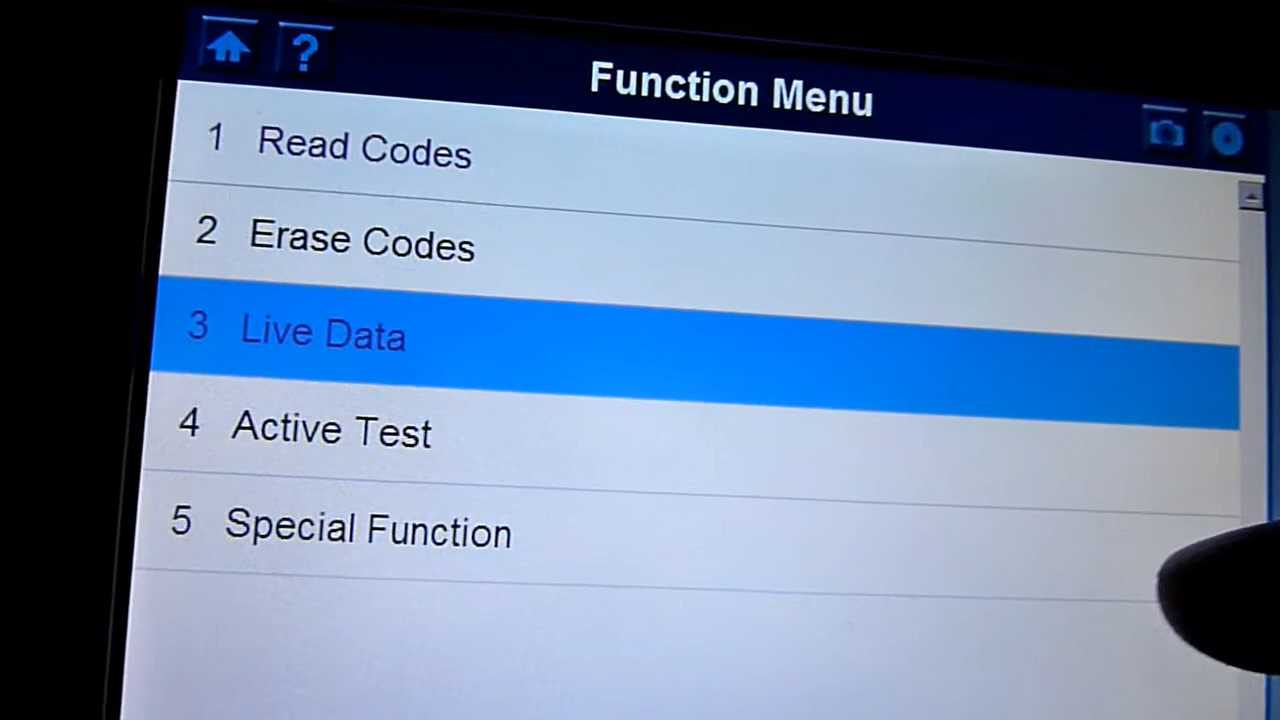 Function Menu
1 Read Codes
2 Erase Codes
3 Live Data
4 Active Test
5 Special Function